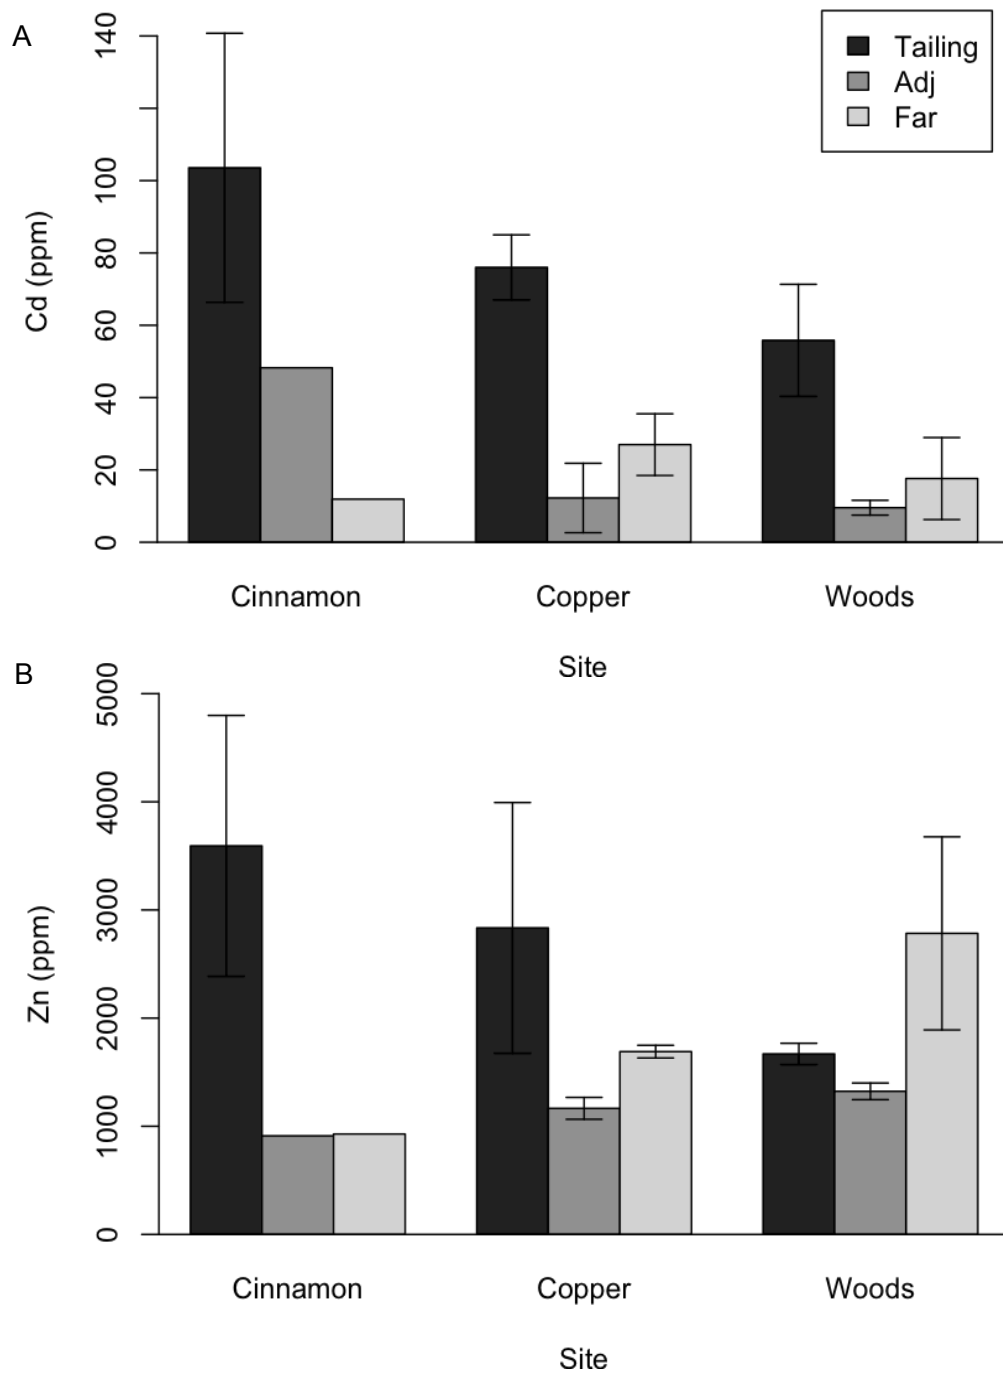 A
140
100
80
60
40
20
0
Cd (ppm)
Tailing
Adj
Far
Cinnamon Copper Woods
Site
B
5000
4000
3000
2000
1000
0
Zn (ppm)
Cinnamon Copper Woods
Site